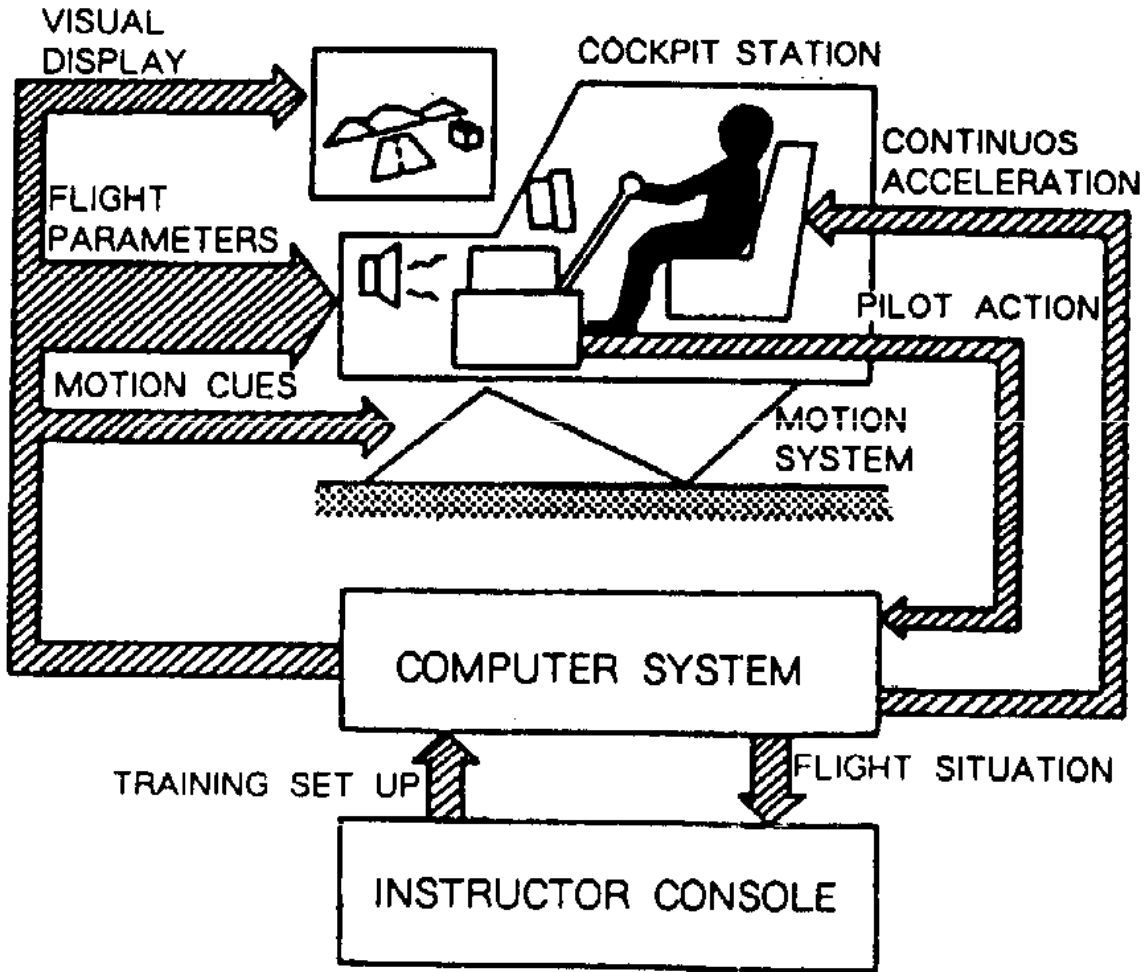 VISUAL
DISPLAY
COCKPIT STATION
CONTINUOS
ACCELERATION
FLIGHT
PARAMETERS
PILOT ACTION
MOTION CUES
MOTION
SYSTEM
COMPUTER SYSTEM
TRAINING SET UP
FLIGHT SITUATION
INSTRUCTOR CONSOLE